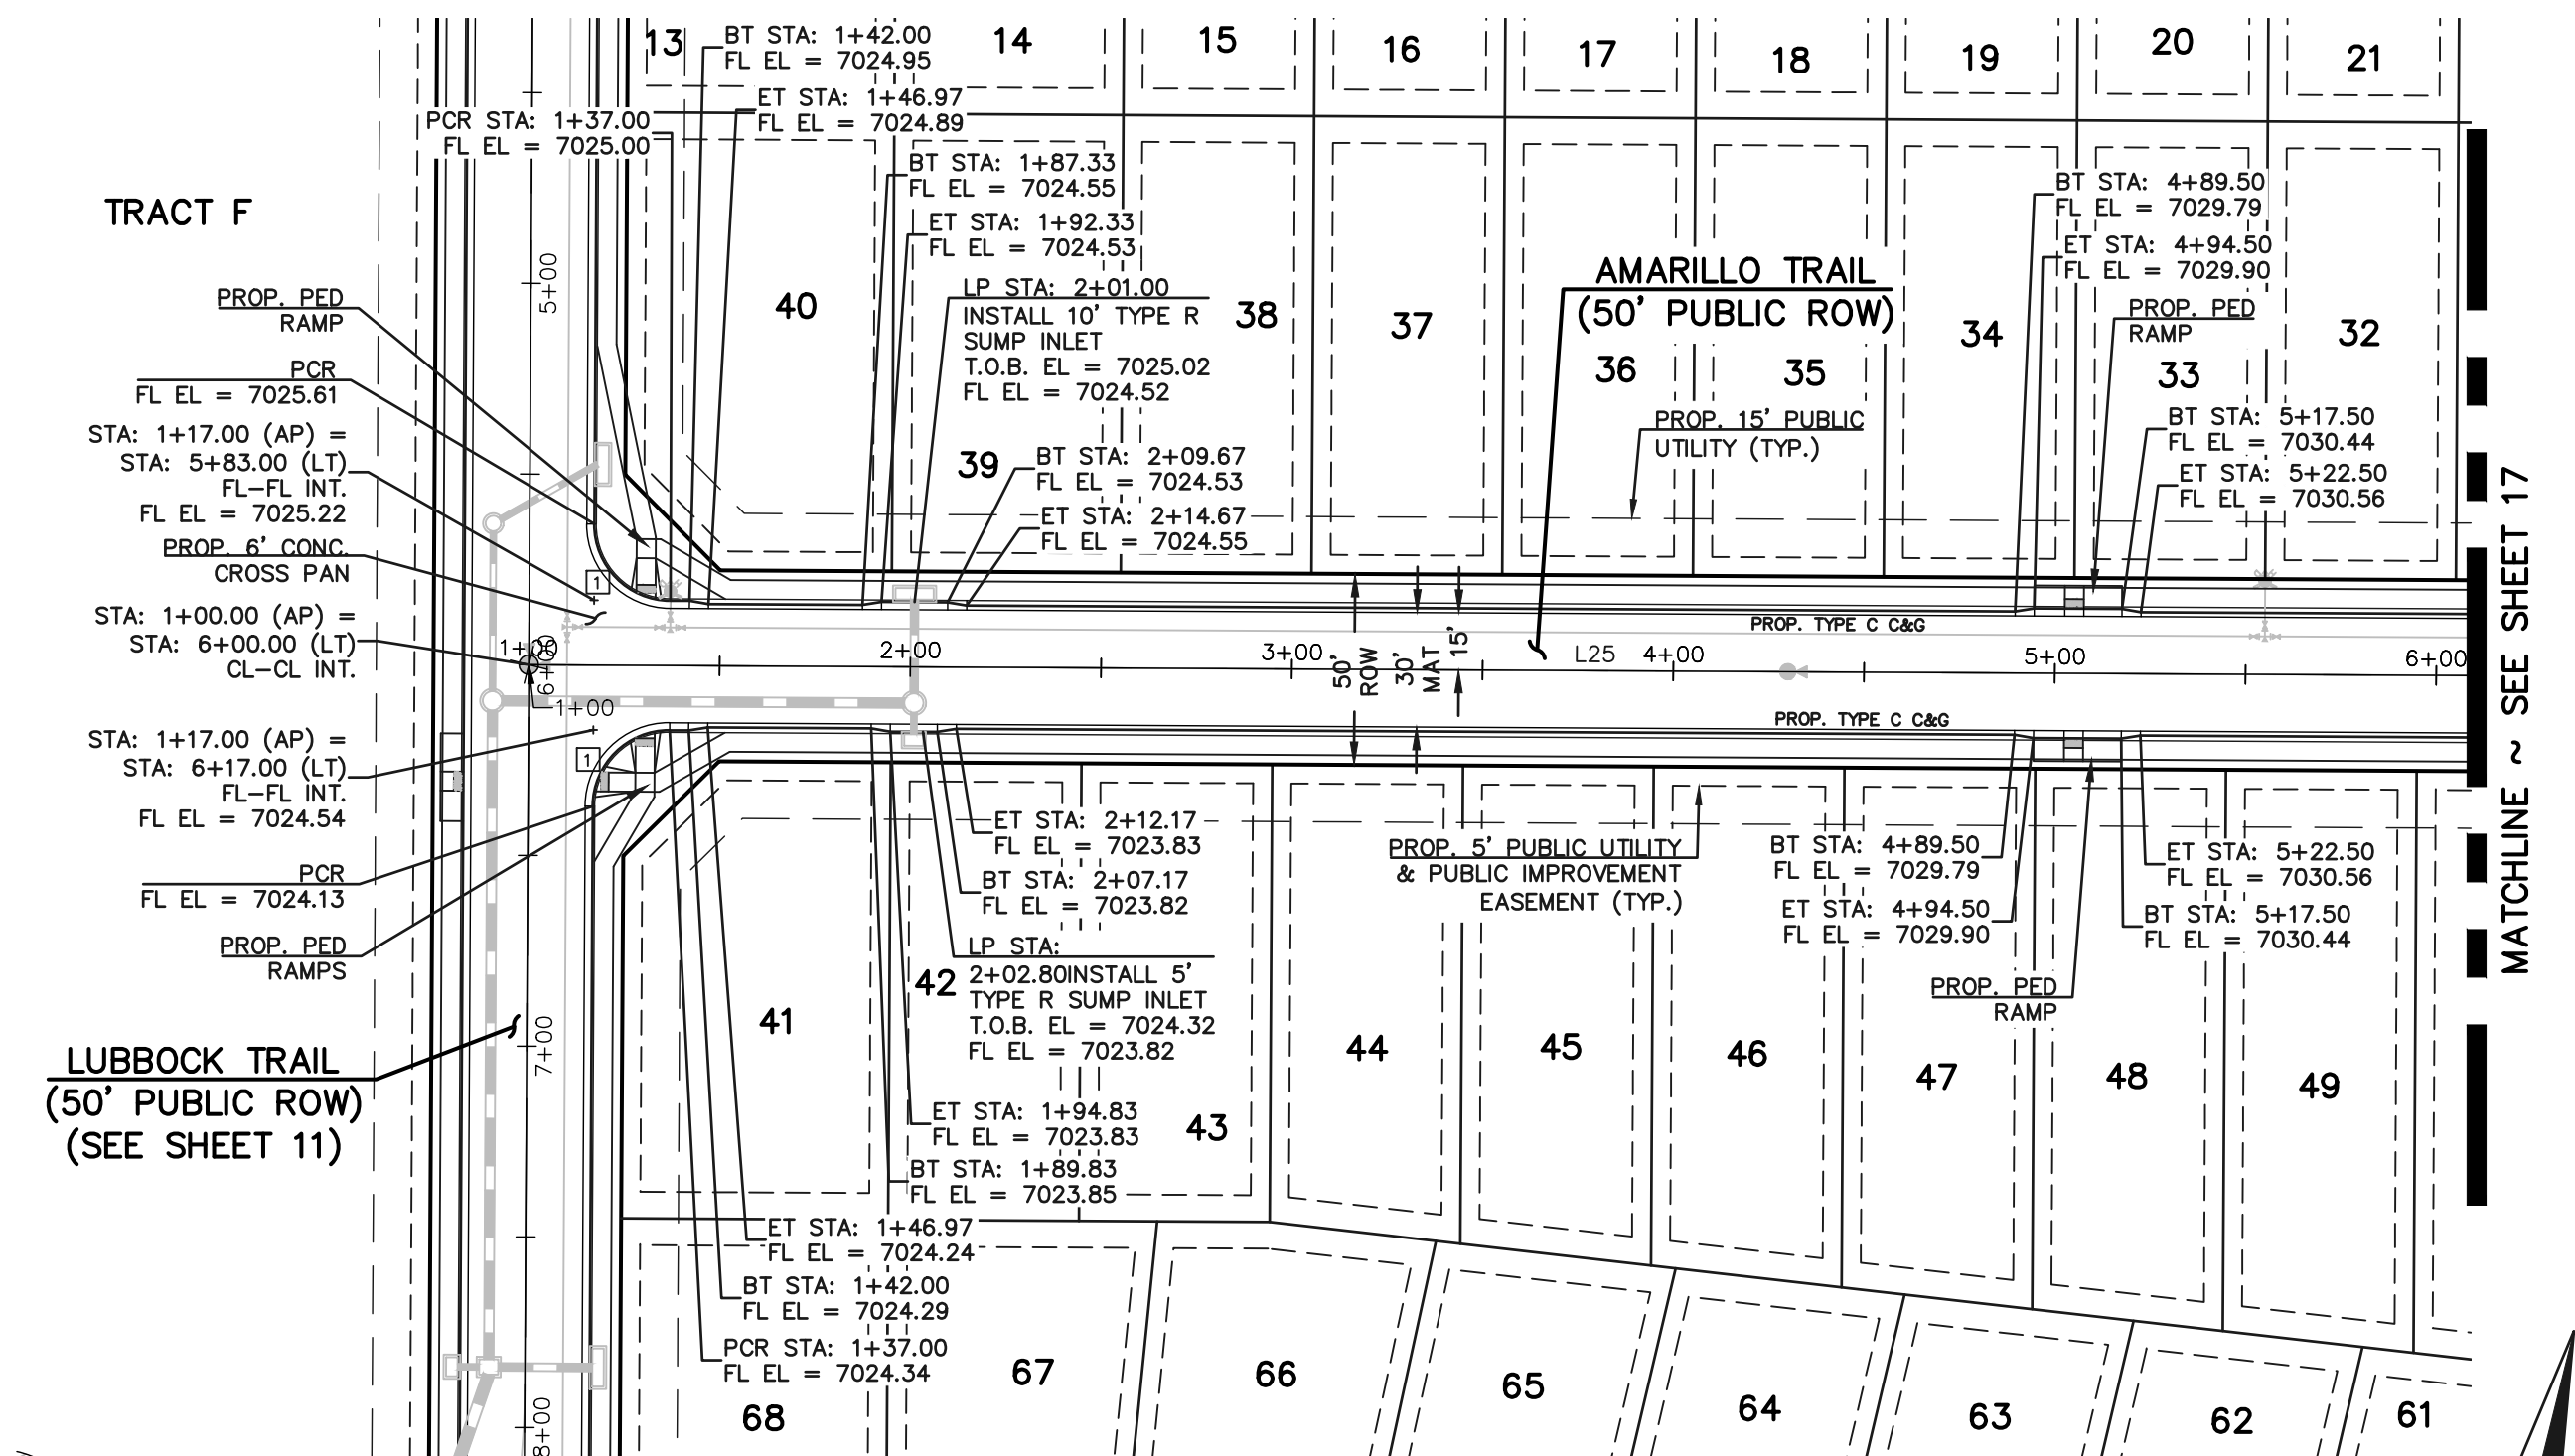 13
14
15
16
17
18
19
20
21
BT STA: 1+42.00
FL EL = 7024.95
ET STA: 1+46.97
FL EL = 7024.89
PCR STA: 1+37.00
FL EL = 7025.00
BT STA: 1+87.33
FL EL = 7024.55
ET STA: 1+92.33
FL EL = 7024.53
LP STA: 2+01.00
INSTALL 10' TYPE R
SUMP INLET
T.O.B. EL = 7025.02
FL EL = 7024.52
BT STA: 2+09.67
FL EL = 7024.53
ET STA: 2+14.67
FL EL = 7024.55
TRACT F
PROP. PED
RAMP
PCR
FL EL = 7025.61
STA: 1+17.00 (AP) =
STA: 5+83.00 (LT)
FL-FL INT.
FL EL = 7025.22
PROP. 6' CONC.
CROSS PAN
STA: 1+00.00 (AP) =
STA: 6+00.00 (LT)
CL-CL INT.
STA: 1+17.00 (AP) =
STA: 6+17.00 (LT)
FL-FL INT.
FL EL = 7024.54
PCR
FL EL = 7024.13
PROP. PED
RAMPS
LUBBOCK TRAIL
(50' PUBLIC ROW)
(SEE SHEET 11)
5+00
6+00
7+00
8+00
1
1
40
39
38
37
36
35
34
33
32
AMARILLO TRAIL
(50' PUBLIC ROW)
PROP. 15' PUBLIC
UTILITY (TYP.)
BT STA: 4+89.50
FL EL = 7029.79
ET STA: 4+94.50
FL EL = 7029.90
PROP. PED
RAMP
BT STA: 5+17.50
FL EL = 7030.44
ET STA: 5+22.50
FL EL = 7030.56
PROP. TYPE C C&G
1+00
1+00
2+00
3+00
L25
4+00
5+00
6+00
50'
ROW
30'
MAT
15'
PROP. TYPE C C&G
MATCHLINE ~ SEE SHEET 17
ET STA: 2+12.17
FL EL = 7023.83
BT STA: 2+07.17
FL EL = 7023.82
LP STA:
2+02.80INSTALL 5'
TYPE R SUMP INLET
T.O.B. EL = 7024.32
FL EL = 7023.82
ET STA: 1+94.83
FL EL = 7023.83
BT STA: 1+89.83
FL EL = 7023.85
ET STA: 1+46.97
FL EL = 7024.24
BT STA: 1+42.00
FL EL = 7024.29
PCR STA: 1+37.00
FL EL = 7024.34
PROP. 5' PUBLIC UTILITY
& PUBLIC IMPROVEMENT
EASEMENT (TYP.)
BT STA: 4+89.50
FL EL = 7029.79
ET STA: 4+94.50
FL EL = 7029.90
PROP. PED
RAMP
ET STA: 5+22.50
FL EL = 7030.56
BT STA: 5+17.50
FL EL = 7030.44
41
42
43
44
45
46
47
48
49
68
67
66
65
64
63
62
61